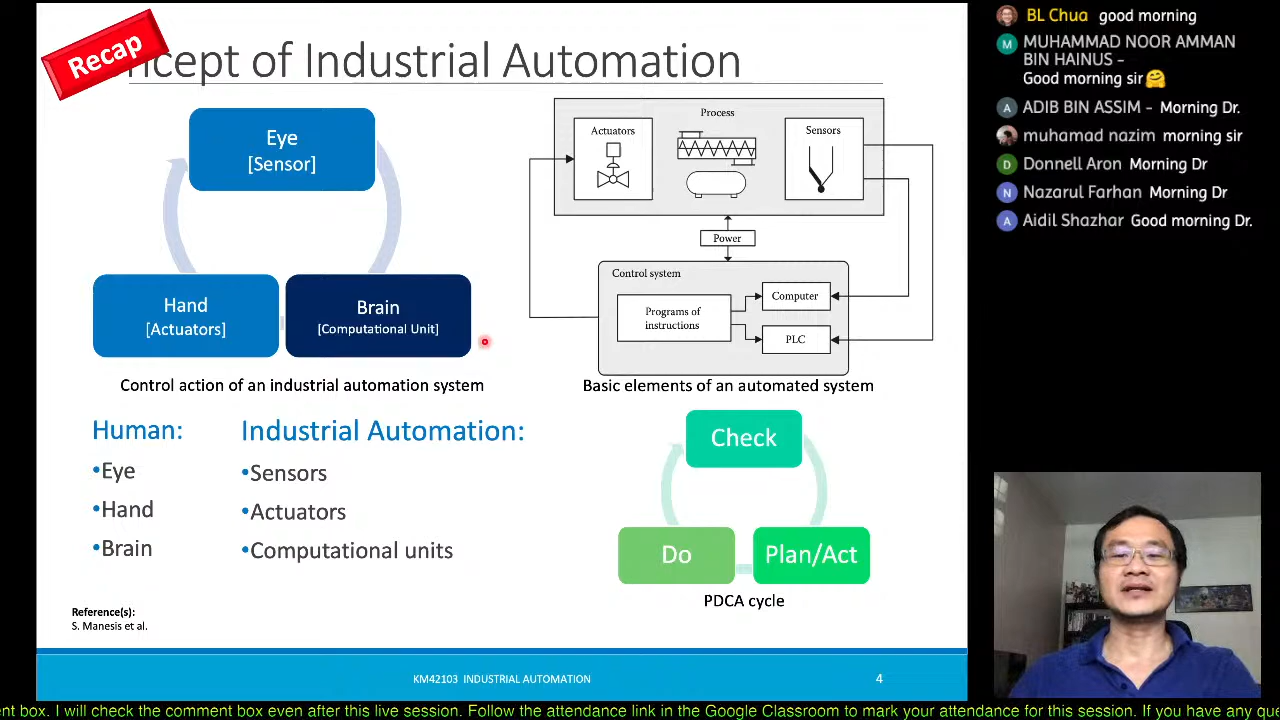 Recap
ncept of Industrial Automation
Eye
[Sensor]
Hand
[Actuators]
Brain
[Computational Unit]
Control action of an industrial automation system
Process
Actuators
Sensors
Power
Control system
Programs of
instructions
Computer
PLC
Basic elements of an automated system
Human:
•Eye
•Hand
•Brain
Industrial Automation:
•Sensors
•Actuators
•Computational units
Check
Do
Plan/Act
PDCA cycle
Reference(s):
S. Manesis et al.
KM42103 INDUSTRIAL AUTOMATION
4
BL Chua good morning
M
MUHAMMAD NOOR AMMAN
BIN HAINUS -
Good morning sir🤗
A
ADIB BIN ASSIM - Morning Dr.
muhamad nazim morning sir
D
Donnell Aron Morning Dr
N
Nazarul Farhan Morning Dr
A
Aidil Shazhar Good morning Dr.
nt box. I will check the comment box even after this live session. Follow the attendance link in the Google Classroom to mark your attendance for this session. If you have any que